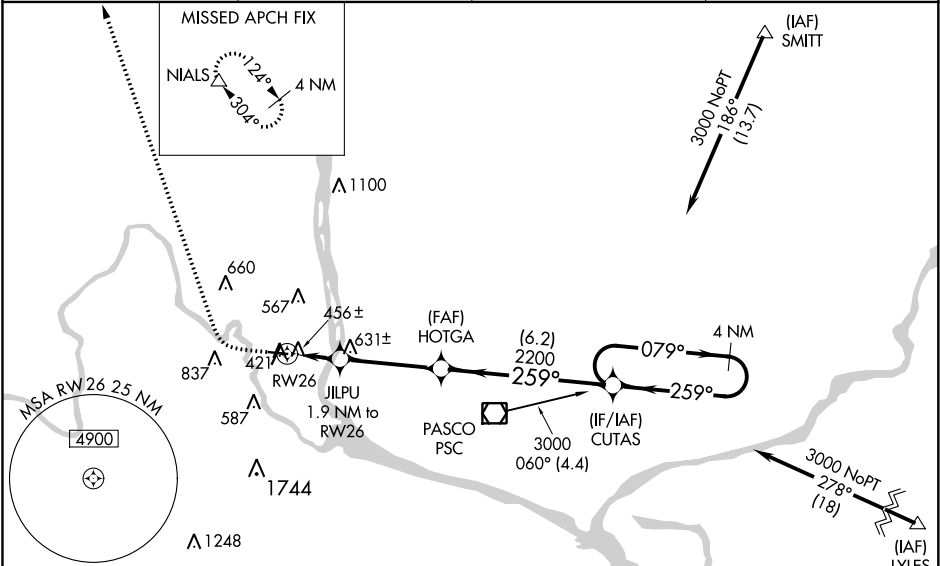 MISSED APCH FIX
NIALS
124°
304°
4 NM
(IAF)
SMITT
3000 NoPT
186°
(13.7)
1100
660
567
456±
631±
421
837
RW26
JILPU
1.9 NM to
RW26
587
(FAF)
HOTGA
(6.2)
2200
259°
4 NM
079°
259°
(IF/IAF)
CUTAS
PASCO
PSC
3000
060° (4.4)
MSA RW26 25 NM
4900
1744
1248
3000 NoPT
278°
(18)
(IAF)
LYLES